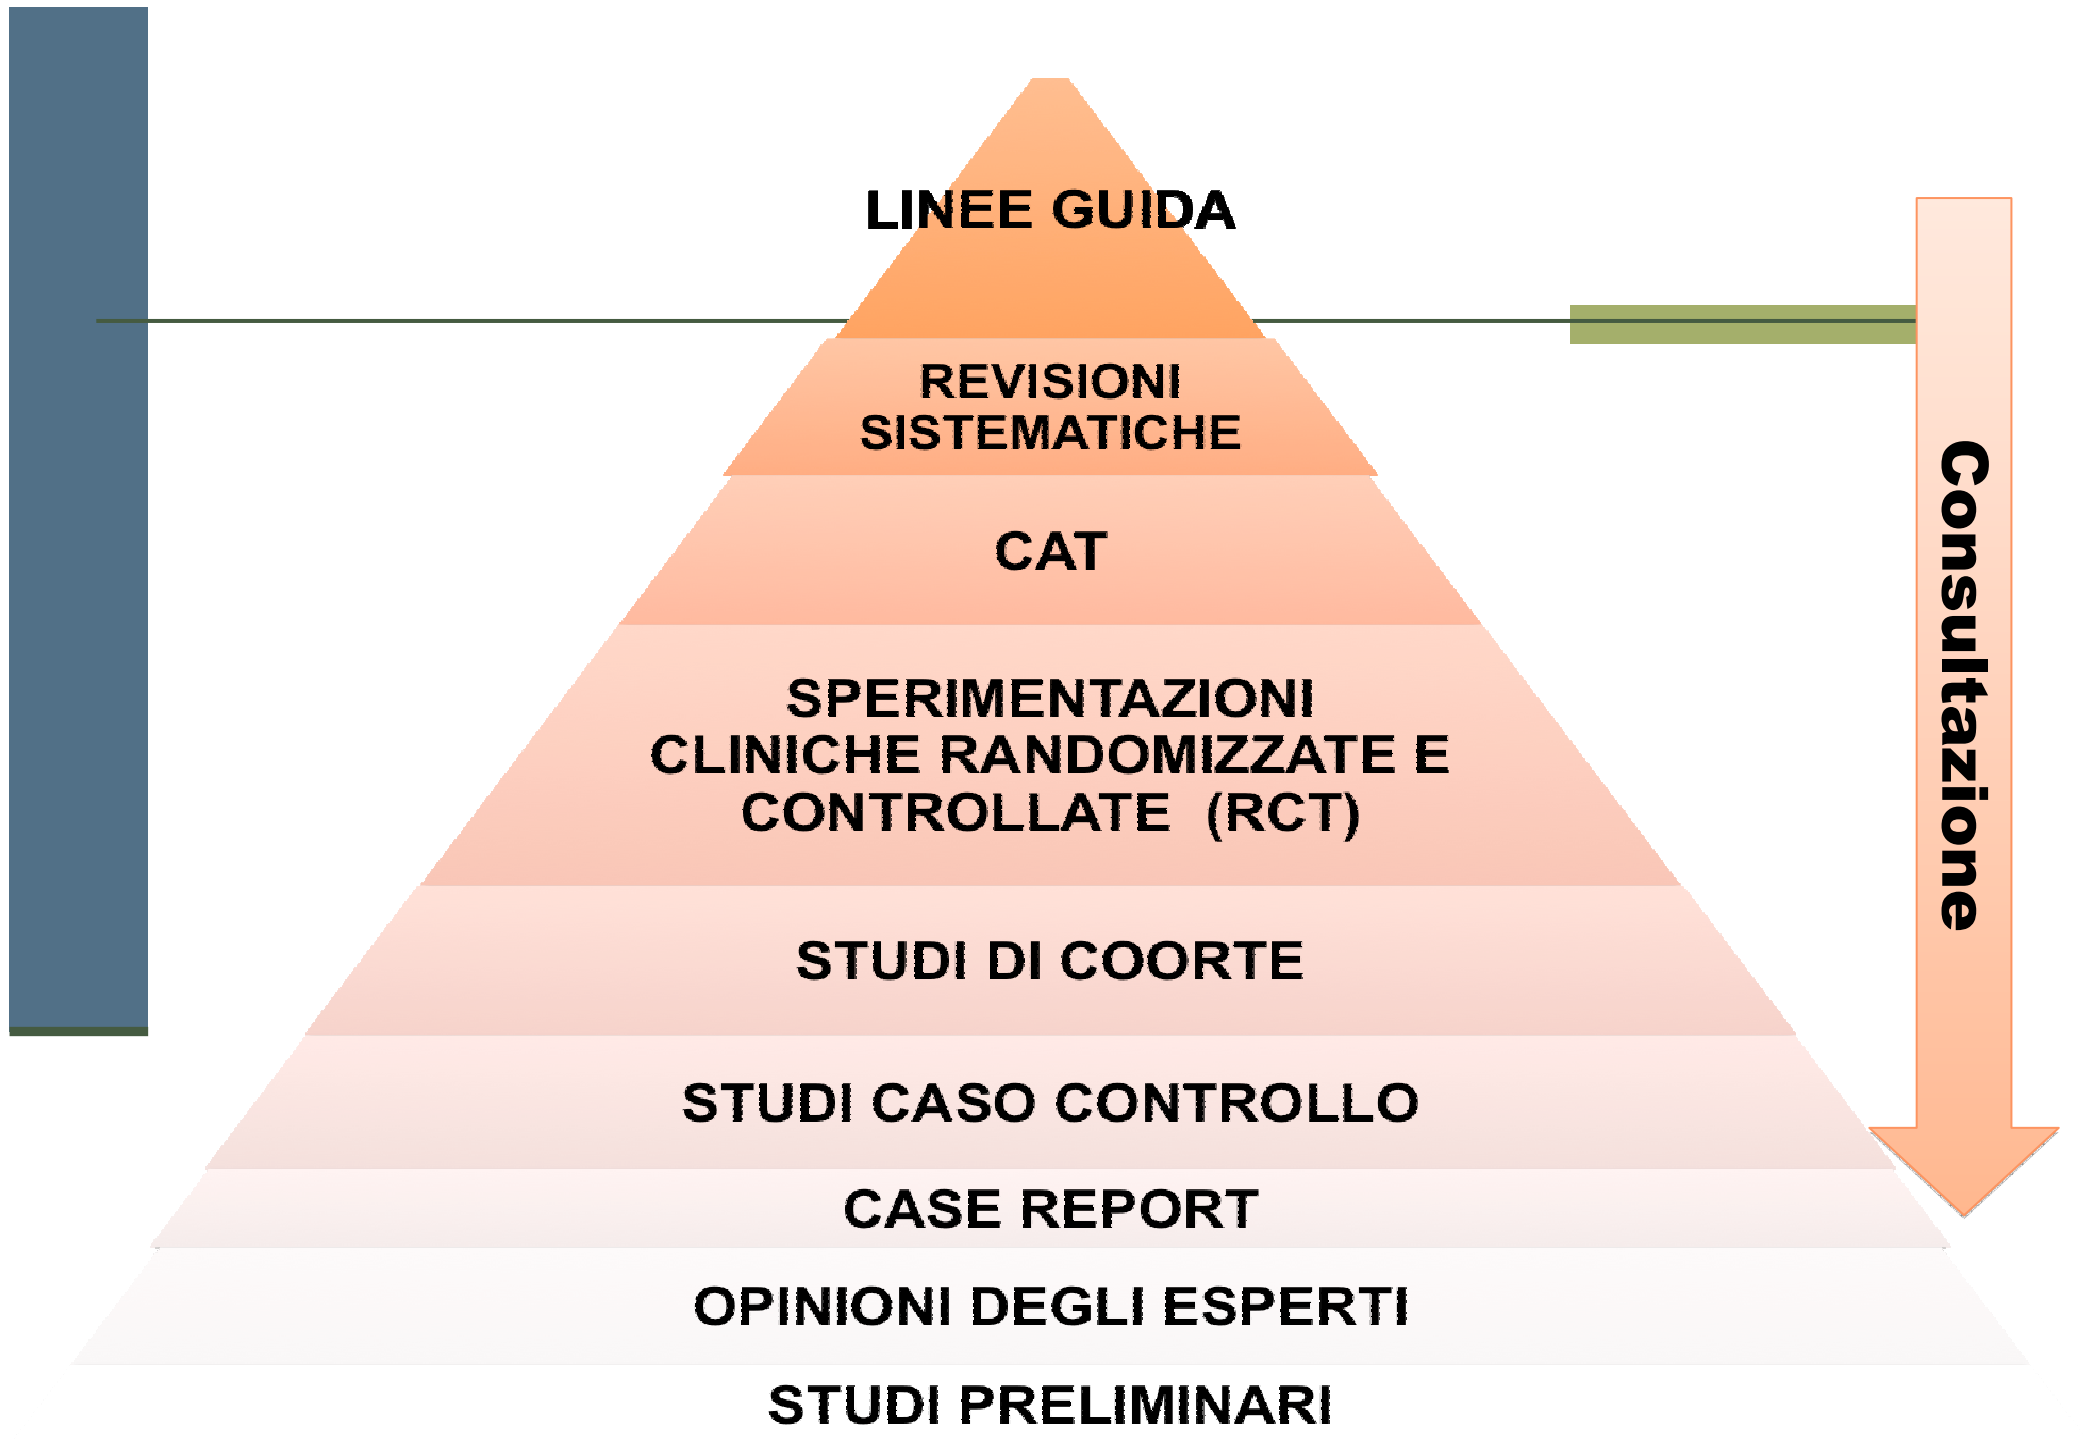 LINEE GUIDA
REVISIONI
SISTEMATICHE
CAT
SPERIMENTAZIONI
CLINICHE RANDOMIZZATE E
CONTROLLATE (RCT)
STUDI DI COORTE
STUDI CASO CONTROLLO
CASE REPORT
OPINIONI DEGLI ESPERTI
STUDI PRELIMINARI
Consultazione